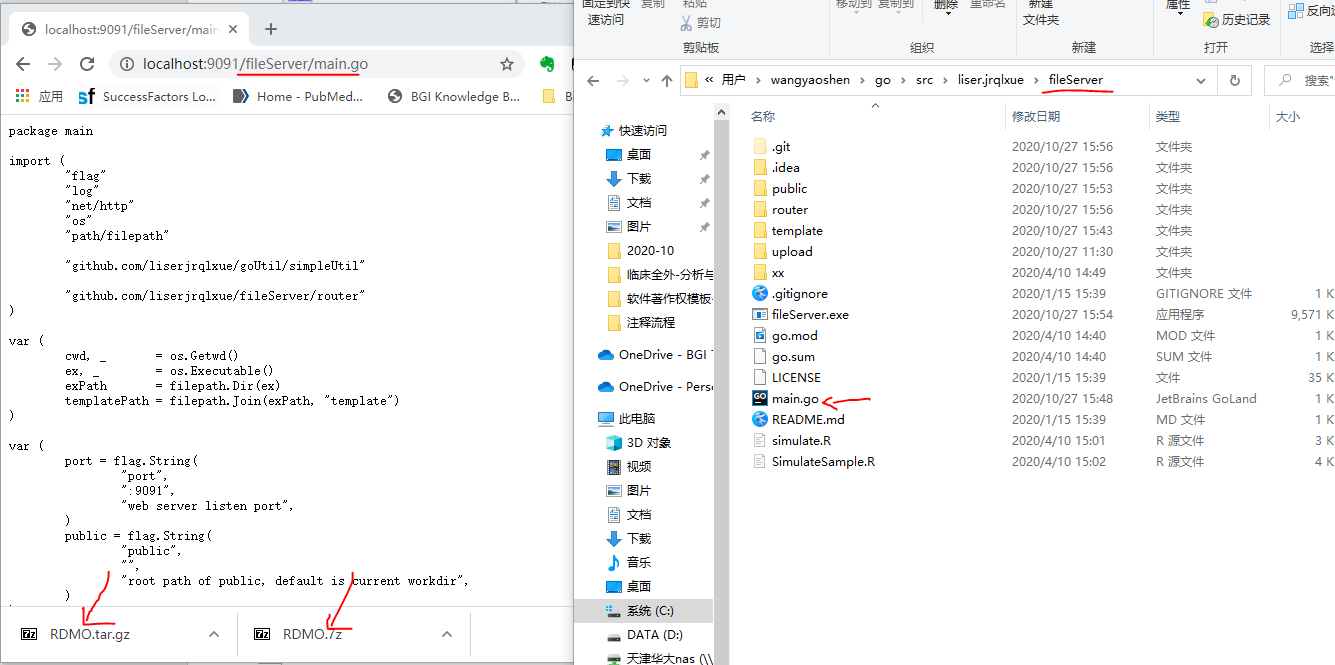 localhost:9091/fileServer/main
localhost:9091/fileServer/main.go
应用
SuccessFactors Lo...
Home - PubMed...
BGI Knowledge B...
package main
import (
"flag"
"log"
"net/http"
"os"
"path/filepath"
"github.com/liserjrqlxue/goUtil/simpleUtil"
"github.com/liserjrqlxue/fileServer/router"
)
var (
cwd, _ = os.Getwd()
ex, _ = os.Executable()
exPath = filepath.Dir(ex)
templatePath = filepath.Join(exPath, "template")
)
var (
port = flag.String(
"port",
":9091",
"web server listen port",
)
public = flag.String(
"public",
"",
"root path of public, default is current workdir",
)
RDMO.tar.gz
RDMO.7z
固定到快
速访问
复制
粘贴
剪切
剪贴板
移动到
复制到
删除
重命名
组织
新建
文件夹
新建
属性
历史记录
打开
反向
选择
« 用户 › wangyaoshen › go › src › liser.jrqlxue › fileServer
搜索"
快速访问
桌面
下载
文档
图片
2020-10
临床全外-分析与
软件著作权模板-
注释流程
OneDrive - BGI
OneDrive - Perso
此电脑
3D 对象
视频
图片
文档
下载
音乐
桌面
系统 (C:)
DATA (D:)
天津华大nas (\\
名称 修改日期 类型 大小
.git 2020/10/27 15:56 文件夹
.idea 2020/10/27 15:56 文件夹
public 2020/10/27 15:53 文件夹
router 2020/10/27 15:56 文件夹
template 2020/10/27 15:43 文件夹
upload 2020/10/27 11:30 文件夹
xx 2020/4/10 14:49 文件夹
.gitignore 2020/1/15 15:39 GITIGNORE 文件 1 K
fileServer.exe 2020/10/27 15:54 应用程序 9,571 K
go.mod 2020/4/10 14:40 MOD 文件 1 K
go.sum 2020/4/10 14:40 SUM 文件 1 K
LICENSE 2020/1/15 15:39 文件 35 K
main.go 2020/10/27 15:48 JetBrains GoLand 1 K
README.md 2020/1/15 15:39 MD 文件 1 K
simulate.R 2020/4/10 15:01 R 源文件 3 K
SimulateSample.R 2020/4/10 15:02 R 源文件 4 K